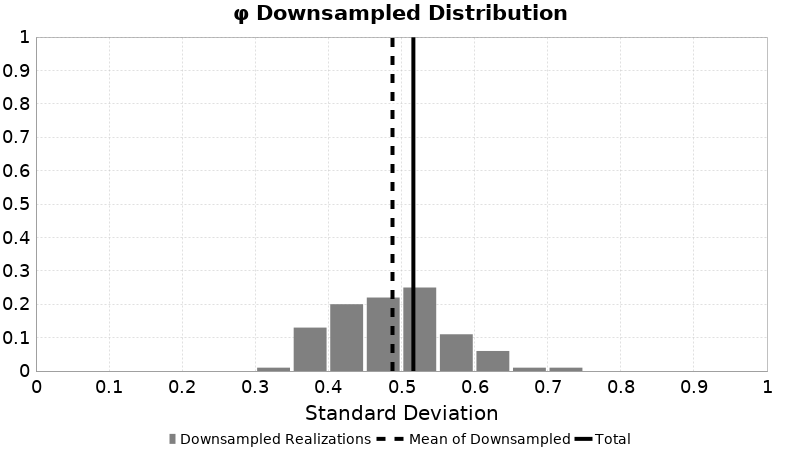 φ Downsampled Distribution
1
0.9
0.8
0.7
0.6
0.5
0.4
0.3
0.2
0.1
0
0 0.1 0.2 0.3 0.4 0.5 0.6 0.7 0.8 0.9 1
Standard Deviation
Downsampled Realizations Mean of Downsampled Total